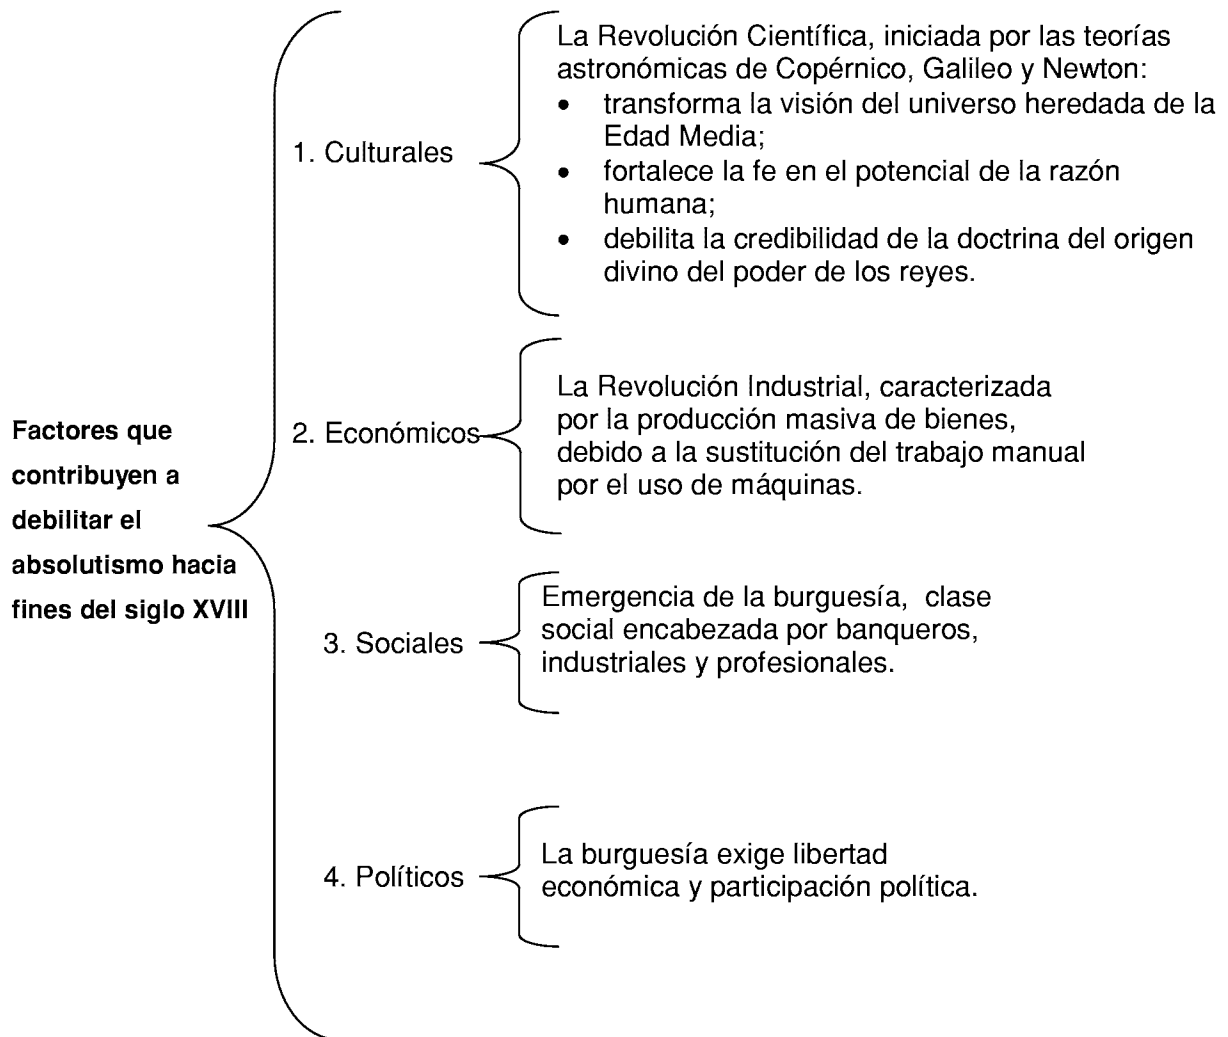 Factores que
contribuyen a
debilitar el
absolutismo hacia
fines del siglo XVIII
1. Culturales
La Revolución Científica, iniciada por las teorías
astronómicas de Copérnico, Galileo y Newton:
• transforma la visión del universo heredada de la
Edad Media;
• fortalece la fe en el potencial de la razón
humana;
• debilita la credibilidad de la doctrina del origen
divino del poder de los reyes.
2. Económicos
La Revolución Industrial, caracterizada
por la producción masiva de bienes,
debido a la sustitución del trabajo manual
por el uso de máquinas.
3. Sociales
Emergencia de la burguesía, clase
social encabezada por banqueros,
industriales y profesionales.
4. Políticos
La burguesía exige libertad
económica y participación política.